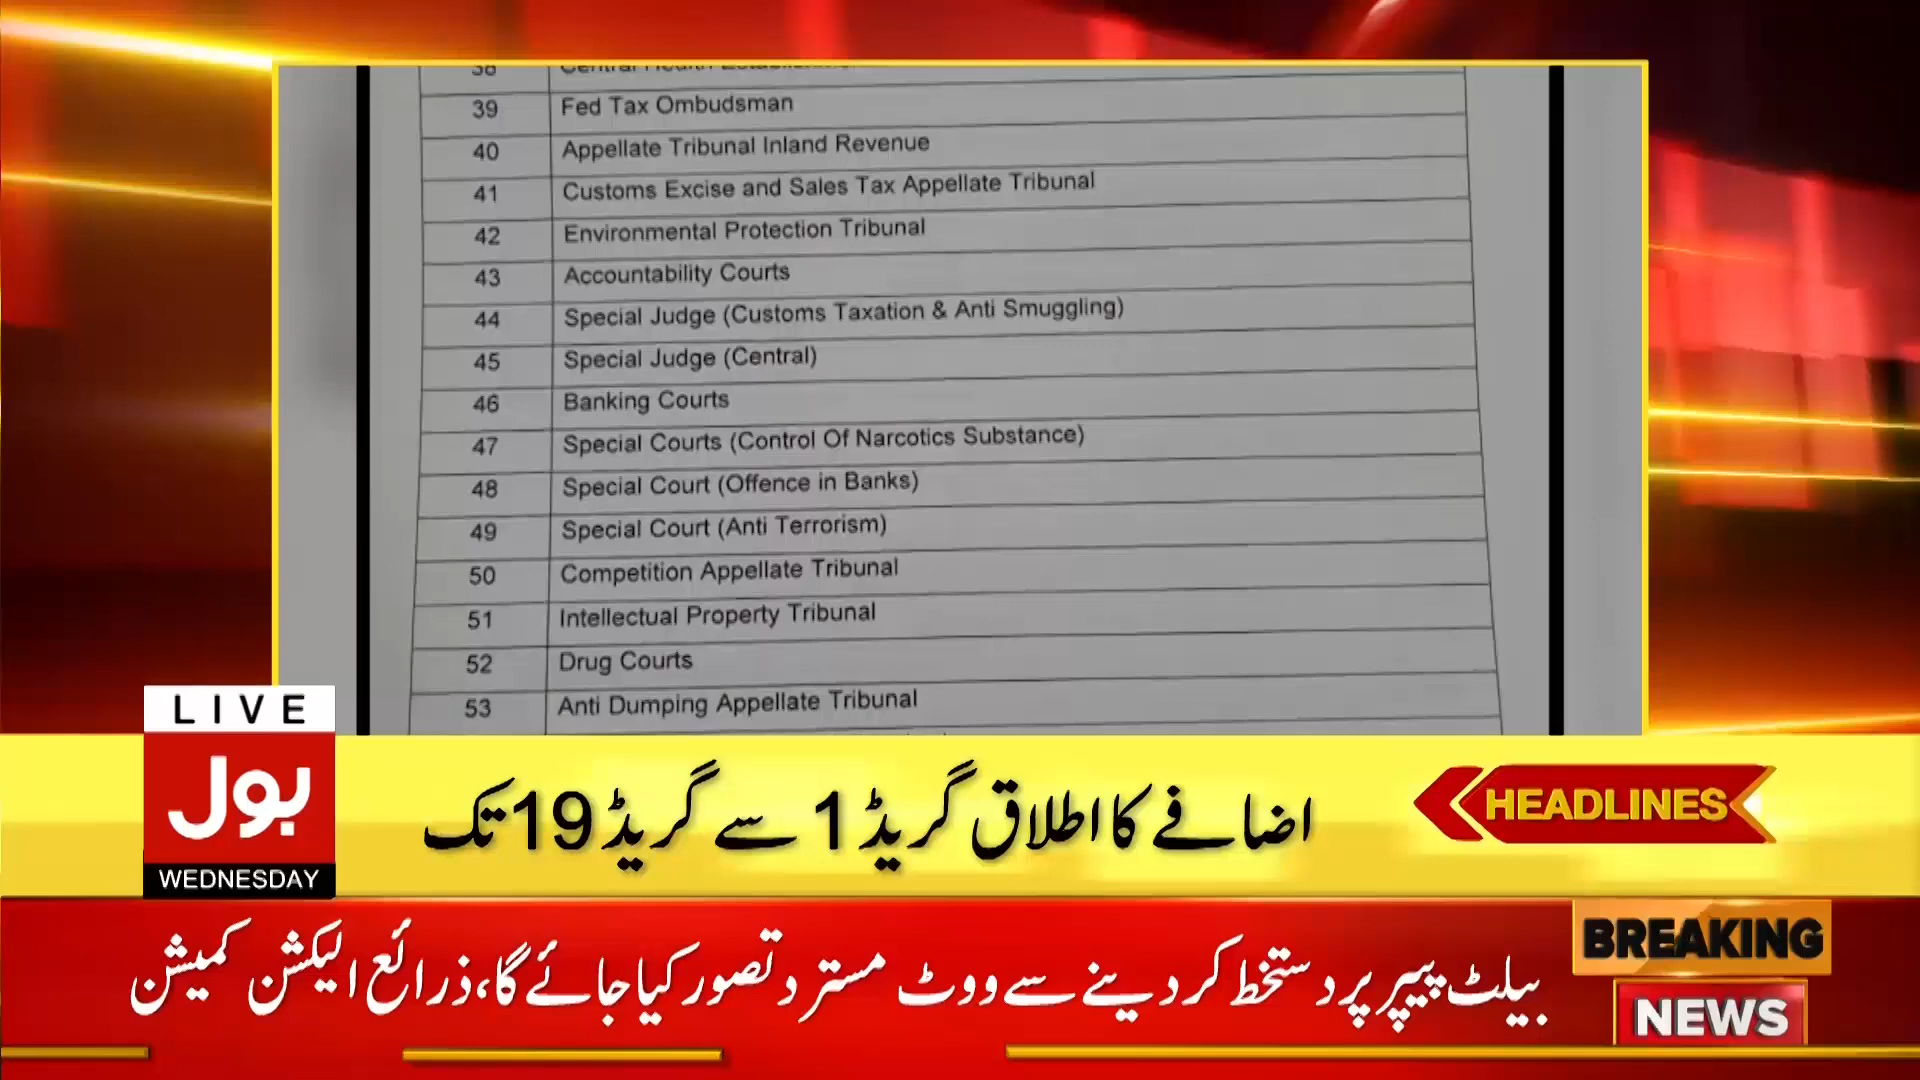 39 Fed Tax Ombudsman
40 Appellate Tribunal Inland Revenue
41 Customs Excise and Sales Tax Appellate Tribunal
42 Environmental Protection Tribunal
43 Accountability Courts
44 Special Judge (Customs Taxation & Anti Smuggling)
45 Special Judge (Central)
46 Banking Courts
47 Special Courts (Control Of Narcotics Substance)
48 Special Court (Offence in Banks)
49 Special Court (Anti Terrorism)
50 Competition Appellate Tribunal
51 Intellectual Property Tribunal
52 Drug Courts
53 Anti Dumping Appellate Tribunal
LIVE
بول
WEDNESDAY
اضافے کا اطلاق گریڈ 1 سے گریڈ 19 تک
HEADLINES
بیلٹ پیپر پر دستخط کر دینے سے ووٹ مسترد تصور کیا جائے گا، ذرائع الیکشن کمیشن
BREAKING
NEWS